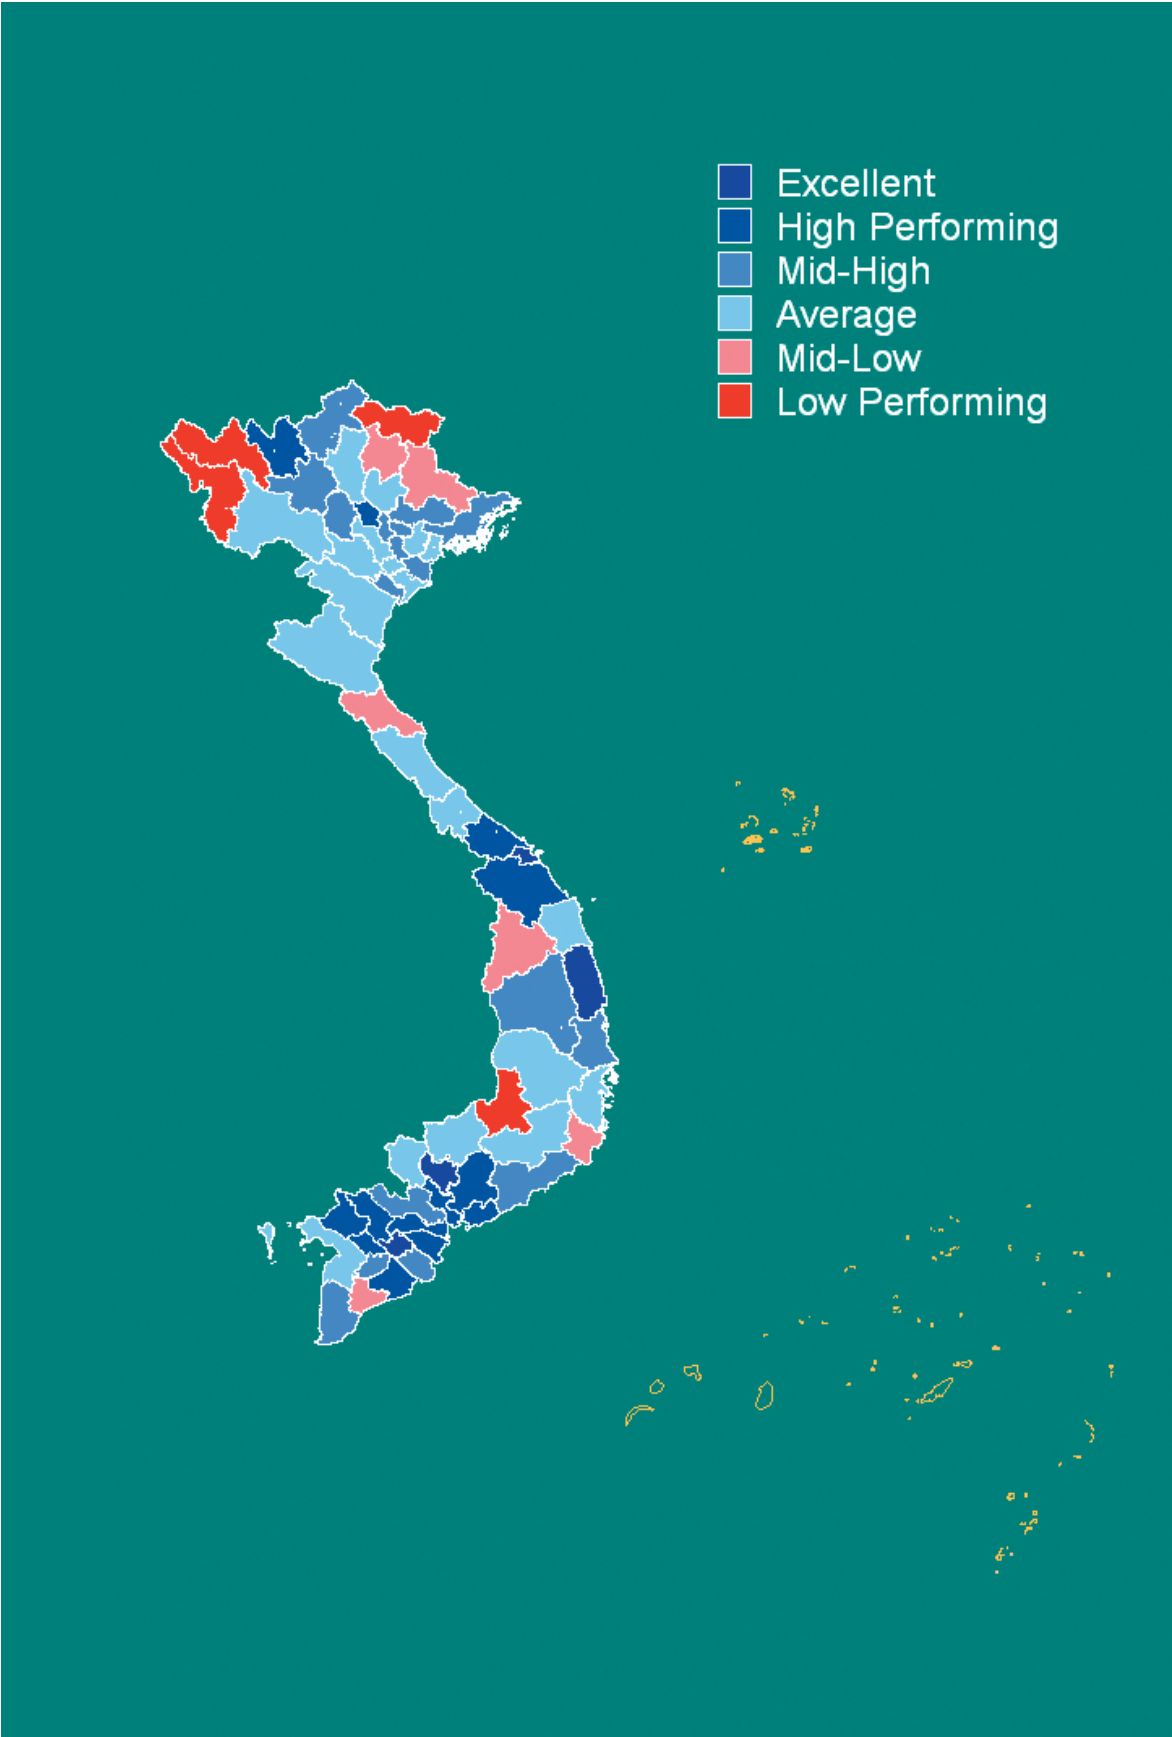 Excellent
High Performing
Mid-High
Average
Mid-Low
Low Performing